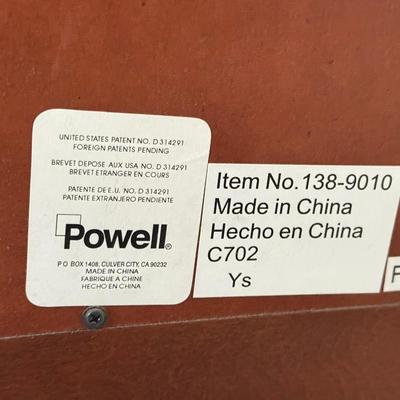 UNITED STATES PATENT NO. D 314291
FOREIGN PATENTS PENDING
BREVET DEPOSE AUX USA NO. D 314291
BREVET ETRANGER EN COURS
PATENTE DE E.U. NO. D 314291
PATENTE EXTRANJERO PENDIENTE
Powell®
P O BOX 1408, CULVER CITY, CA 90232
MADE IN CHINA
FABRIQUE A CHINE
HECHO EN CHINA
Item No.138-9010
Made in China
Hecho en China
C702
Ys